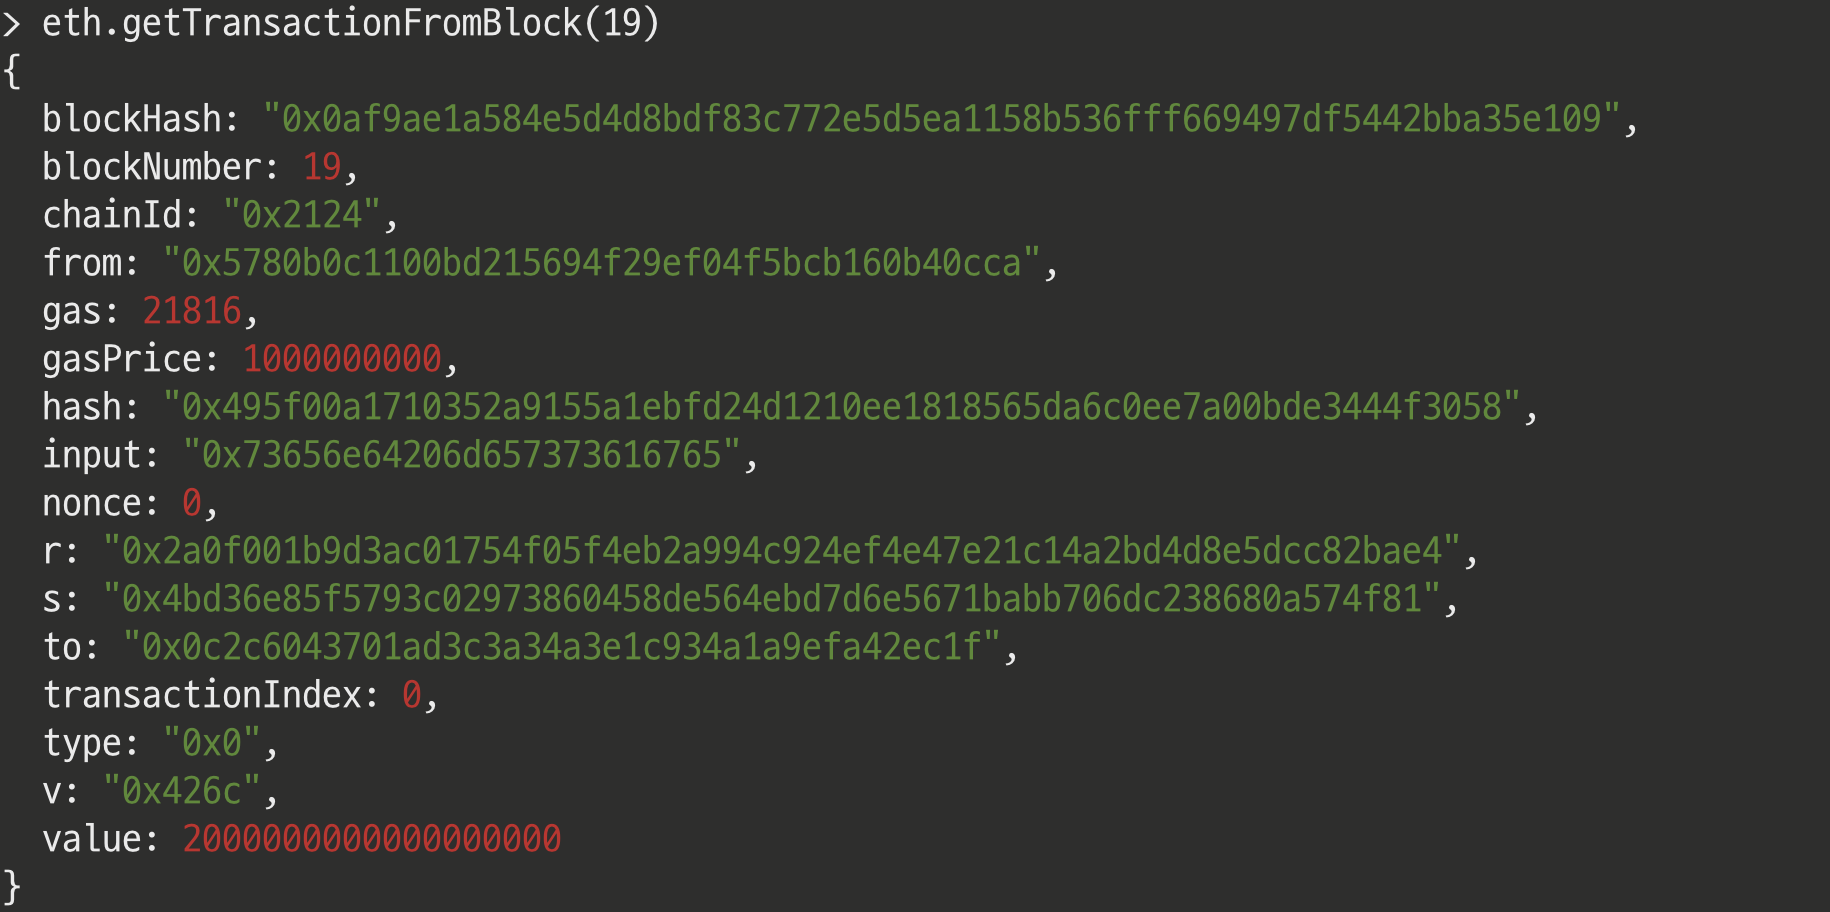 > eth.getTransactionFromBlock(19)
{
  blockHash: "0x0af9ae1a584e5d4d8bdf83c772e5d5ea1158b536fff669497df5442bba35e109",
  blockNumber: 19,
  chainId: "0x2124",
  from: "0x5780b0c1100bd215694f29ef04f5bcb160b40cca",
  gas: 21816,
  gasPrice: 1000000000,
  hash: "0x495f00a1710352a9155a1ebfd24d1210ee1818565da6c0ee7a00bde3444f3058",
  input: "0x73656e64206d657373616765",
  nonce: 0,
  r: "0x2a0f001b9d3ac01754f05f4eb2a994c924ef4e47e21c14a2bd4d8e5dcc82bae4",
  s: "0x4bd36e85f5793c02973860458de564ebd7d6e5671babb706dc238680a574f81",
  to: "0x0c2c6043701ad3c3a34a3e1c934a1a9efa42ec1f",
  transactionIndex: 0,
  type: "0x0",
  v: "0x426c",
  value: 2000000000000000000
}